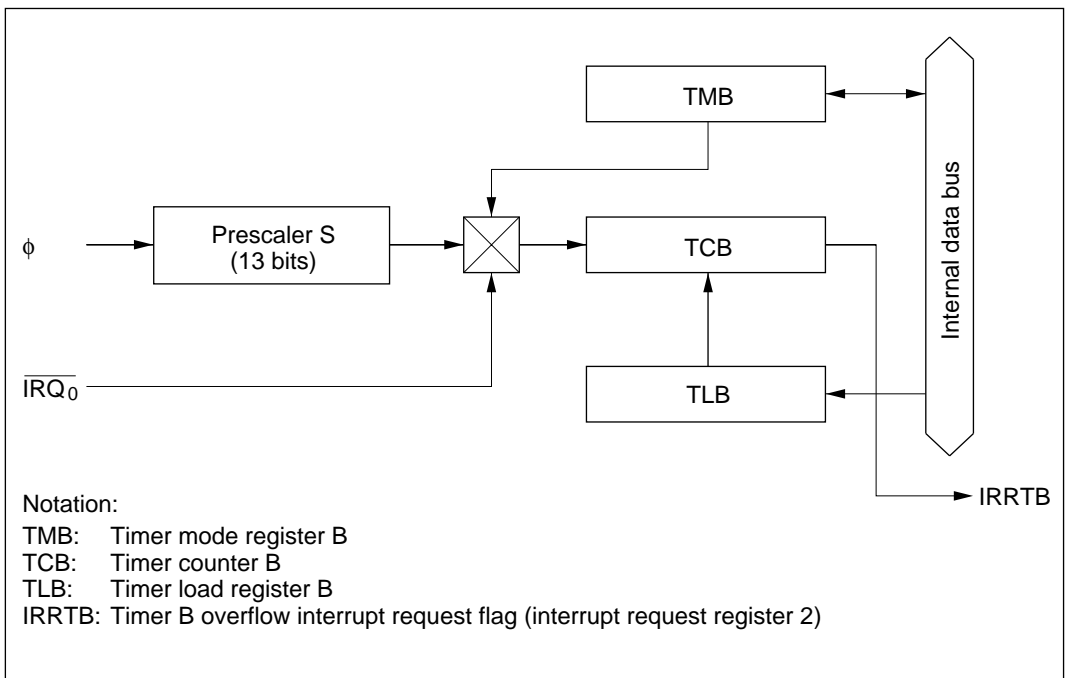 TMB
Internal data bus
Prescaler S
(13 bits)
ϕ
TCB
I̅R̅Q̅₀
TLB
IRRTB
Notation:
TMB: Timer mode register B
TCB: Timer counter B
TLB: Timer load register B
IRRTB: Timer B overflow interrupt request flag (interrupt request register 2)